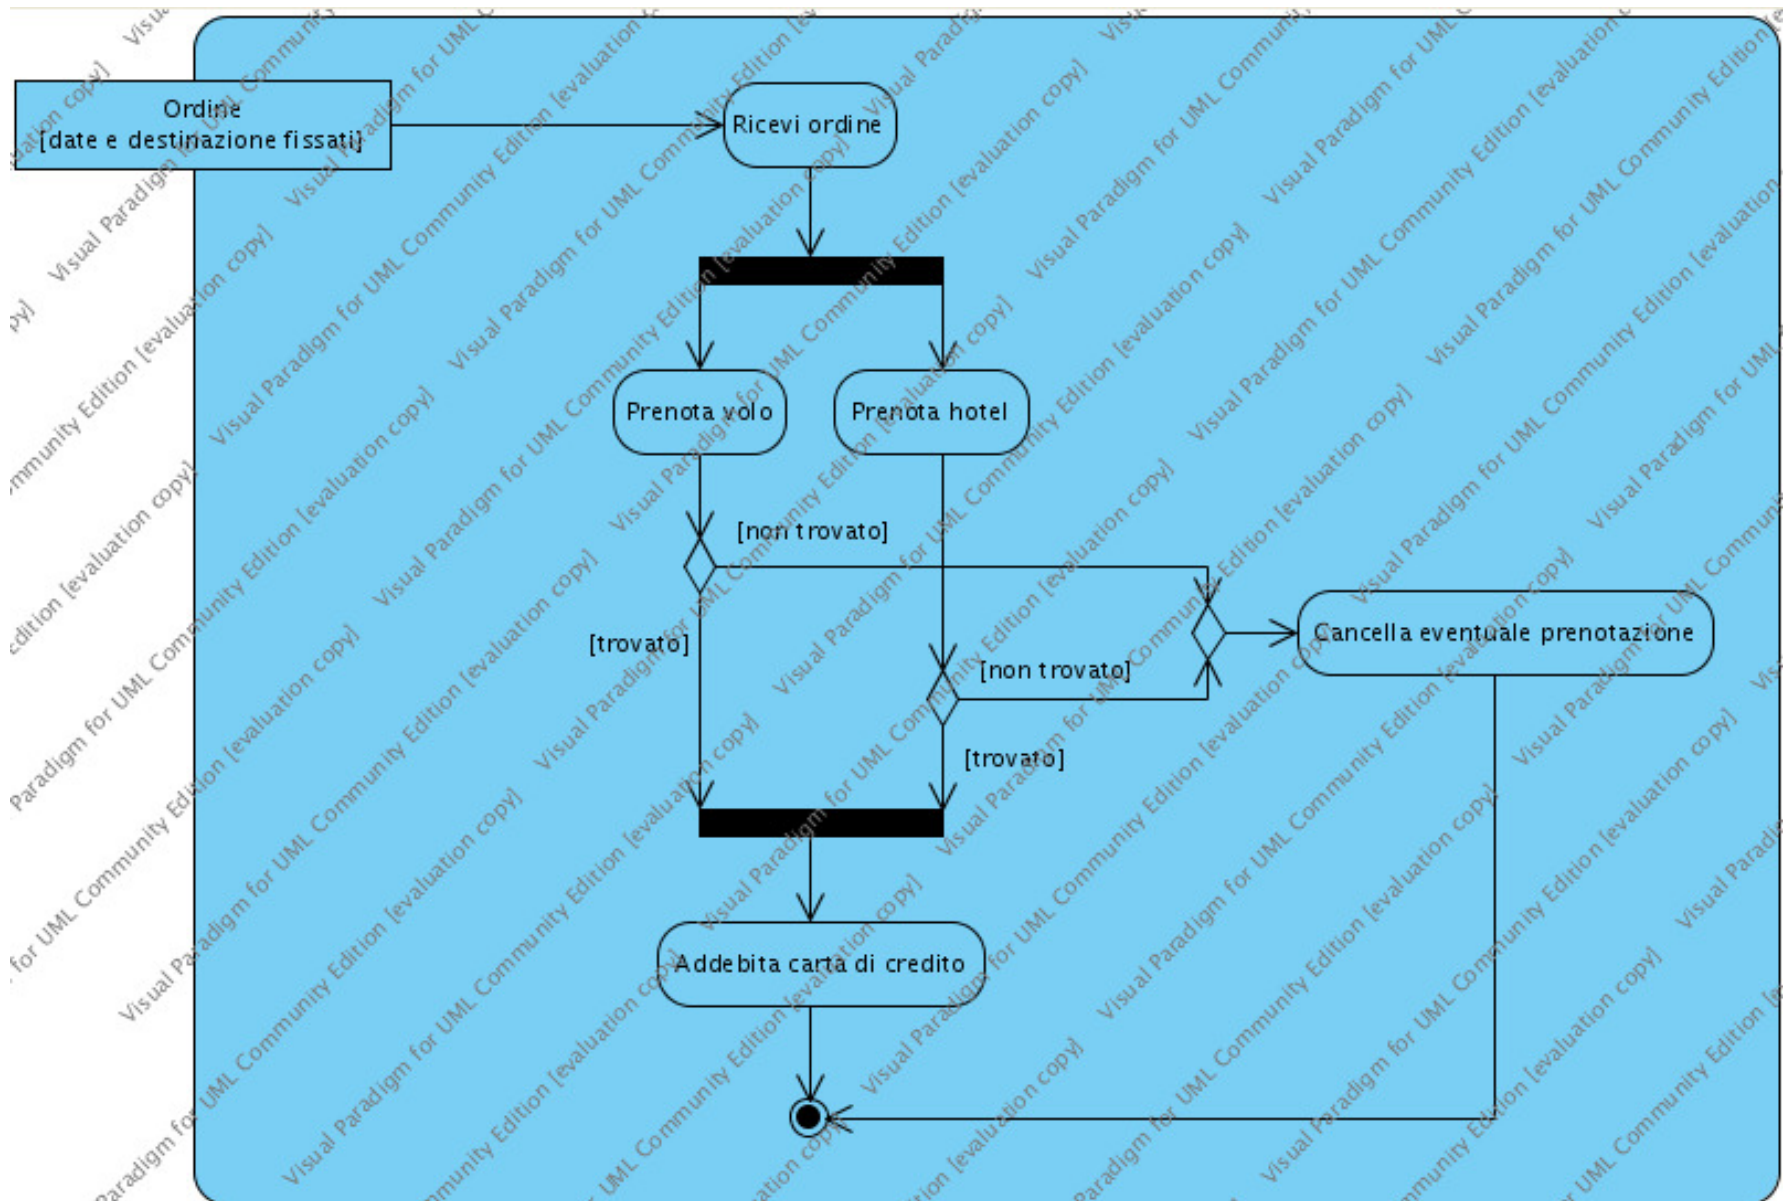 Ordine
[date e destinazione fissati]
Ricevi ordine
Prenota volo
Prenota hotel
[non trovato]
[trovato]
Cancella eventuale prenotazione
[non trovato]
[trovato]
Addebita carta di credito
Visual Paradigm for UML Community Edition [evaluation copy]